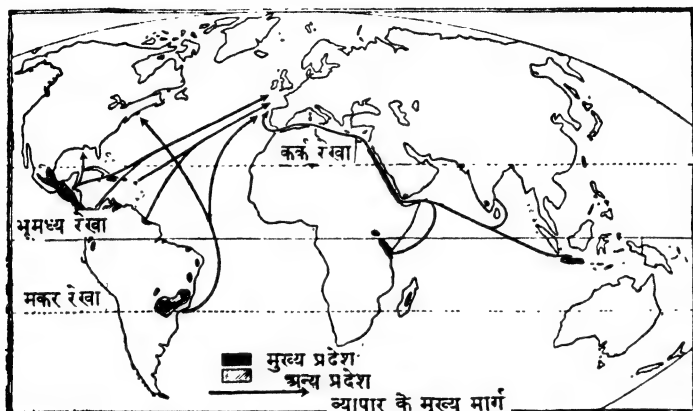 कर्क रेखा
भूमध्य रेखा
मकर रेखा
मुख्य प्रदेश
अन्य प्रदेश
व्यापार के मुख्य मार्ग